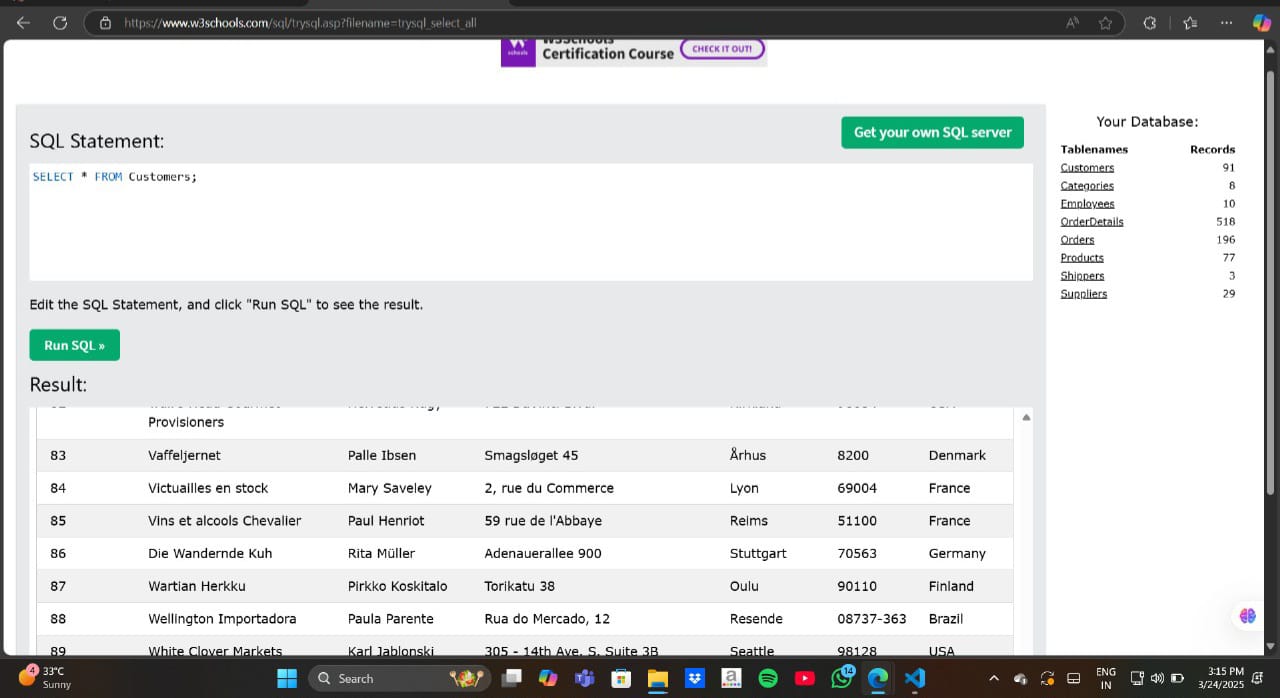 https://www.w3schools.com/sql/trysql.asp?filename=trysql_select_all
W3Schools
Certification Course CHECK IT OUT!
schools
SQL Statement:
Get your own SQL server
SELECT * FROM Customers;
Edit the SQL Statement, and click "Run SQL" to see the result.
Run SQL »
Result:
Provisioners
83 Vaffeljernet Palle Ibsen Smagsløget 45 Århus 8200 Denmark
84 Victuailles en stock Mary Saveley 2, rue du Commerce Lyon 69004 France
85 Vins et alcools Chevalier Paul Henriot 59 rue de l'Abbaye Reims 51100 France
86 Die Wandernde Kuh Rita Müller Adenauerallee 900 Stuttgart 70563 Germany
87 Wartian Herkku Pirkko Koskitalo Torikatu 38 Oulu 90110 Finland
88 Wellington Importadora Paula Parente Rua do Mercado, 12 Resende 08737-363 Brazil
89 White Clover Markets Karl Jablonski 305 - 14th Ave. S. Suite 3B Seattle 98128 USA
Your Database:
Tablenames Records
Customers 91
Categories 8
Employees 10
OrderDetails 518
Orders 196
Products 77
Shippers 3
Suppliers 29
4
33°C
Sunny
Search
14
ENG
IN
3:15 PM
3/24/2025